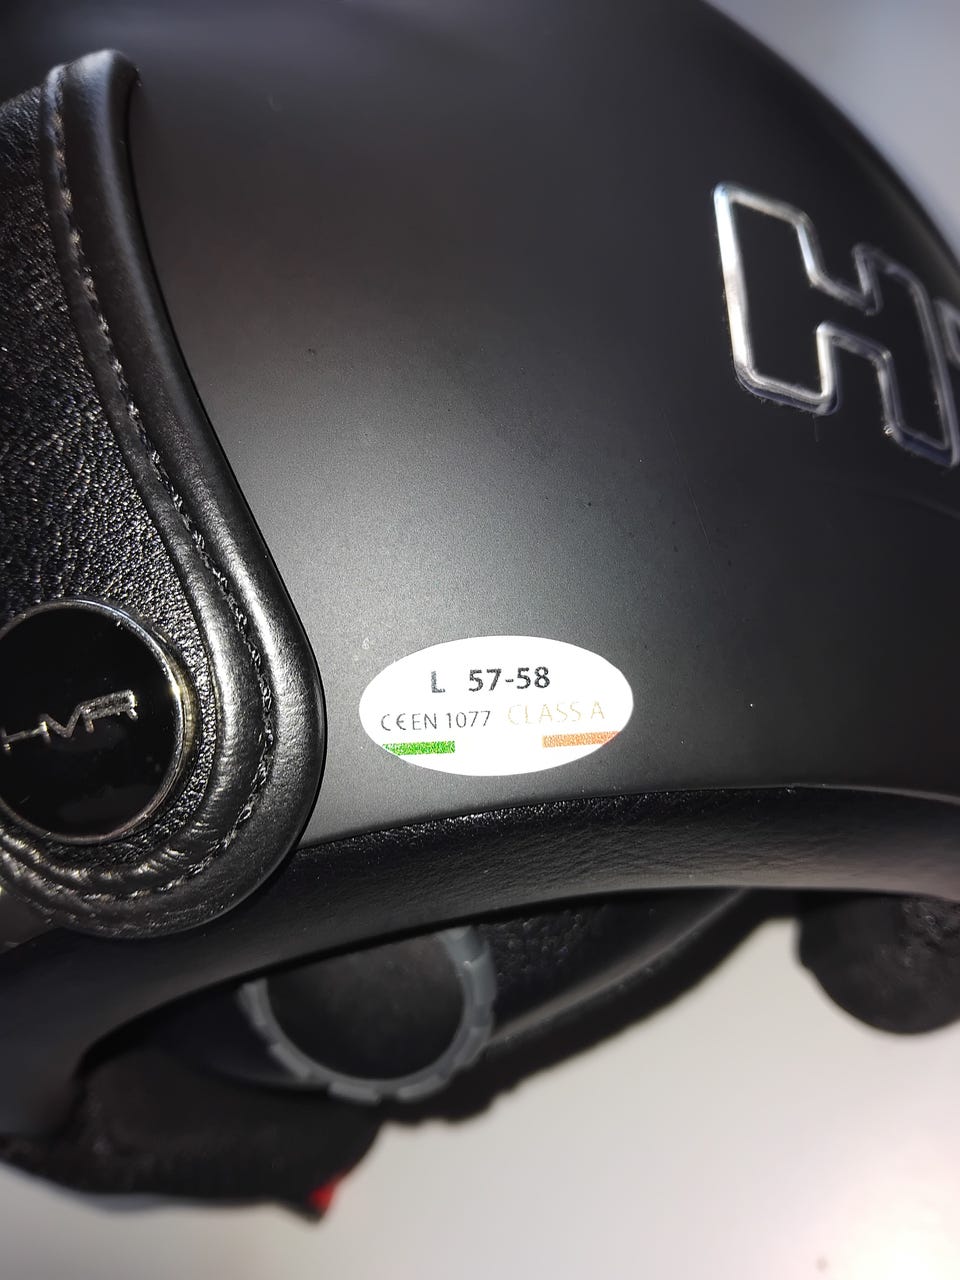 H
L 57-58
CE EN 1077 CLASS A
HMR